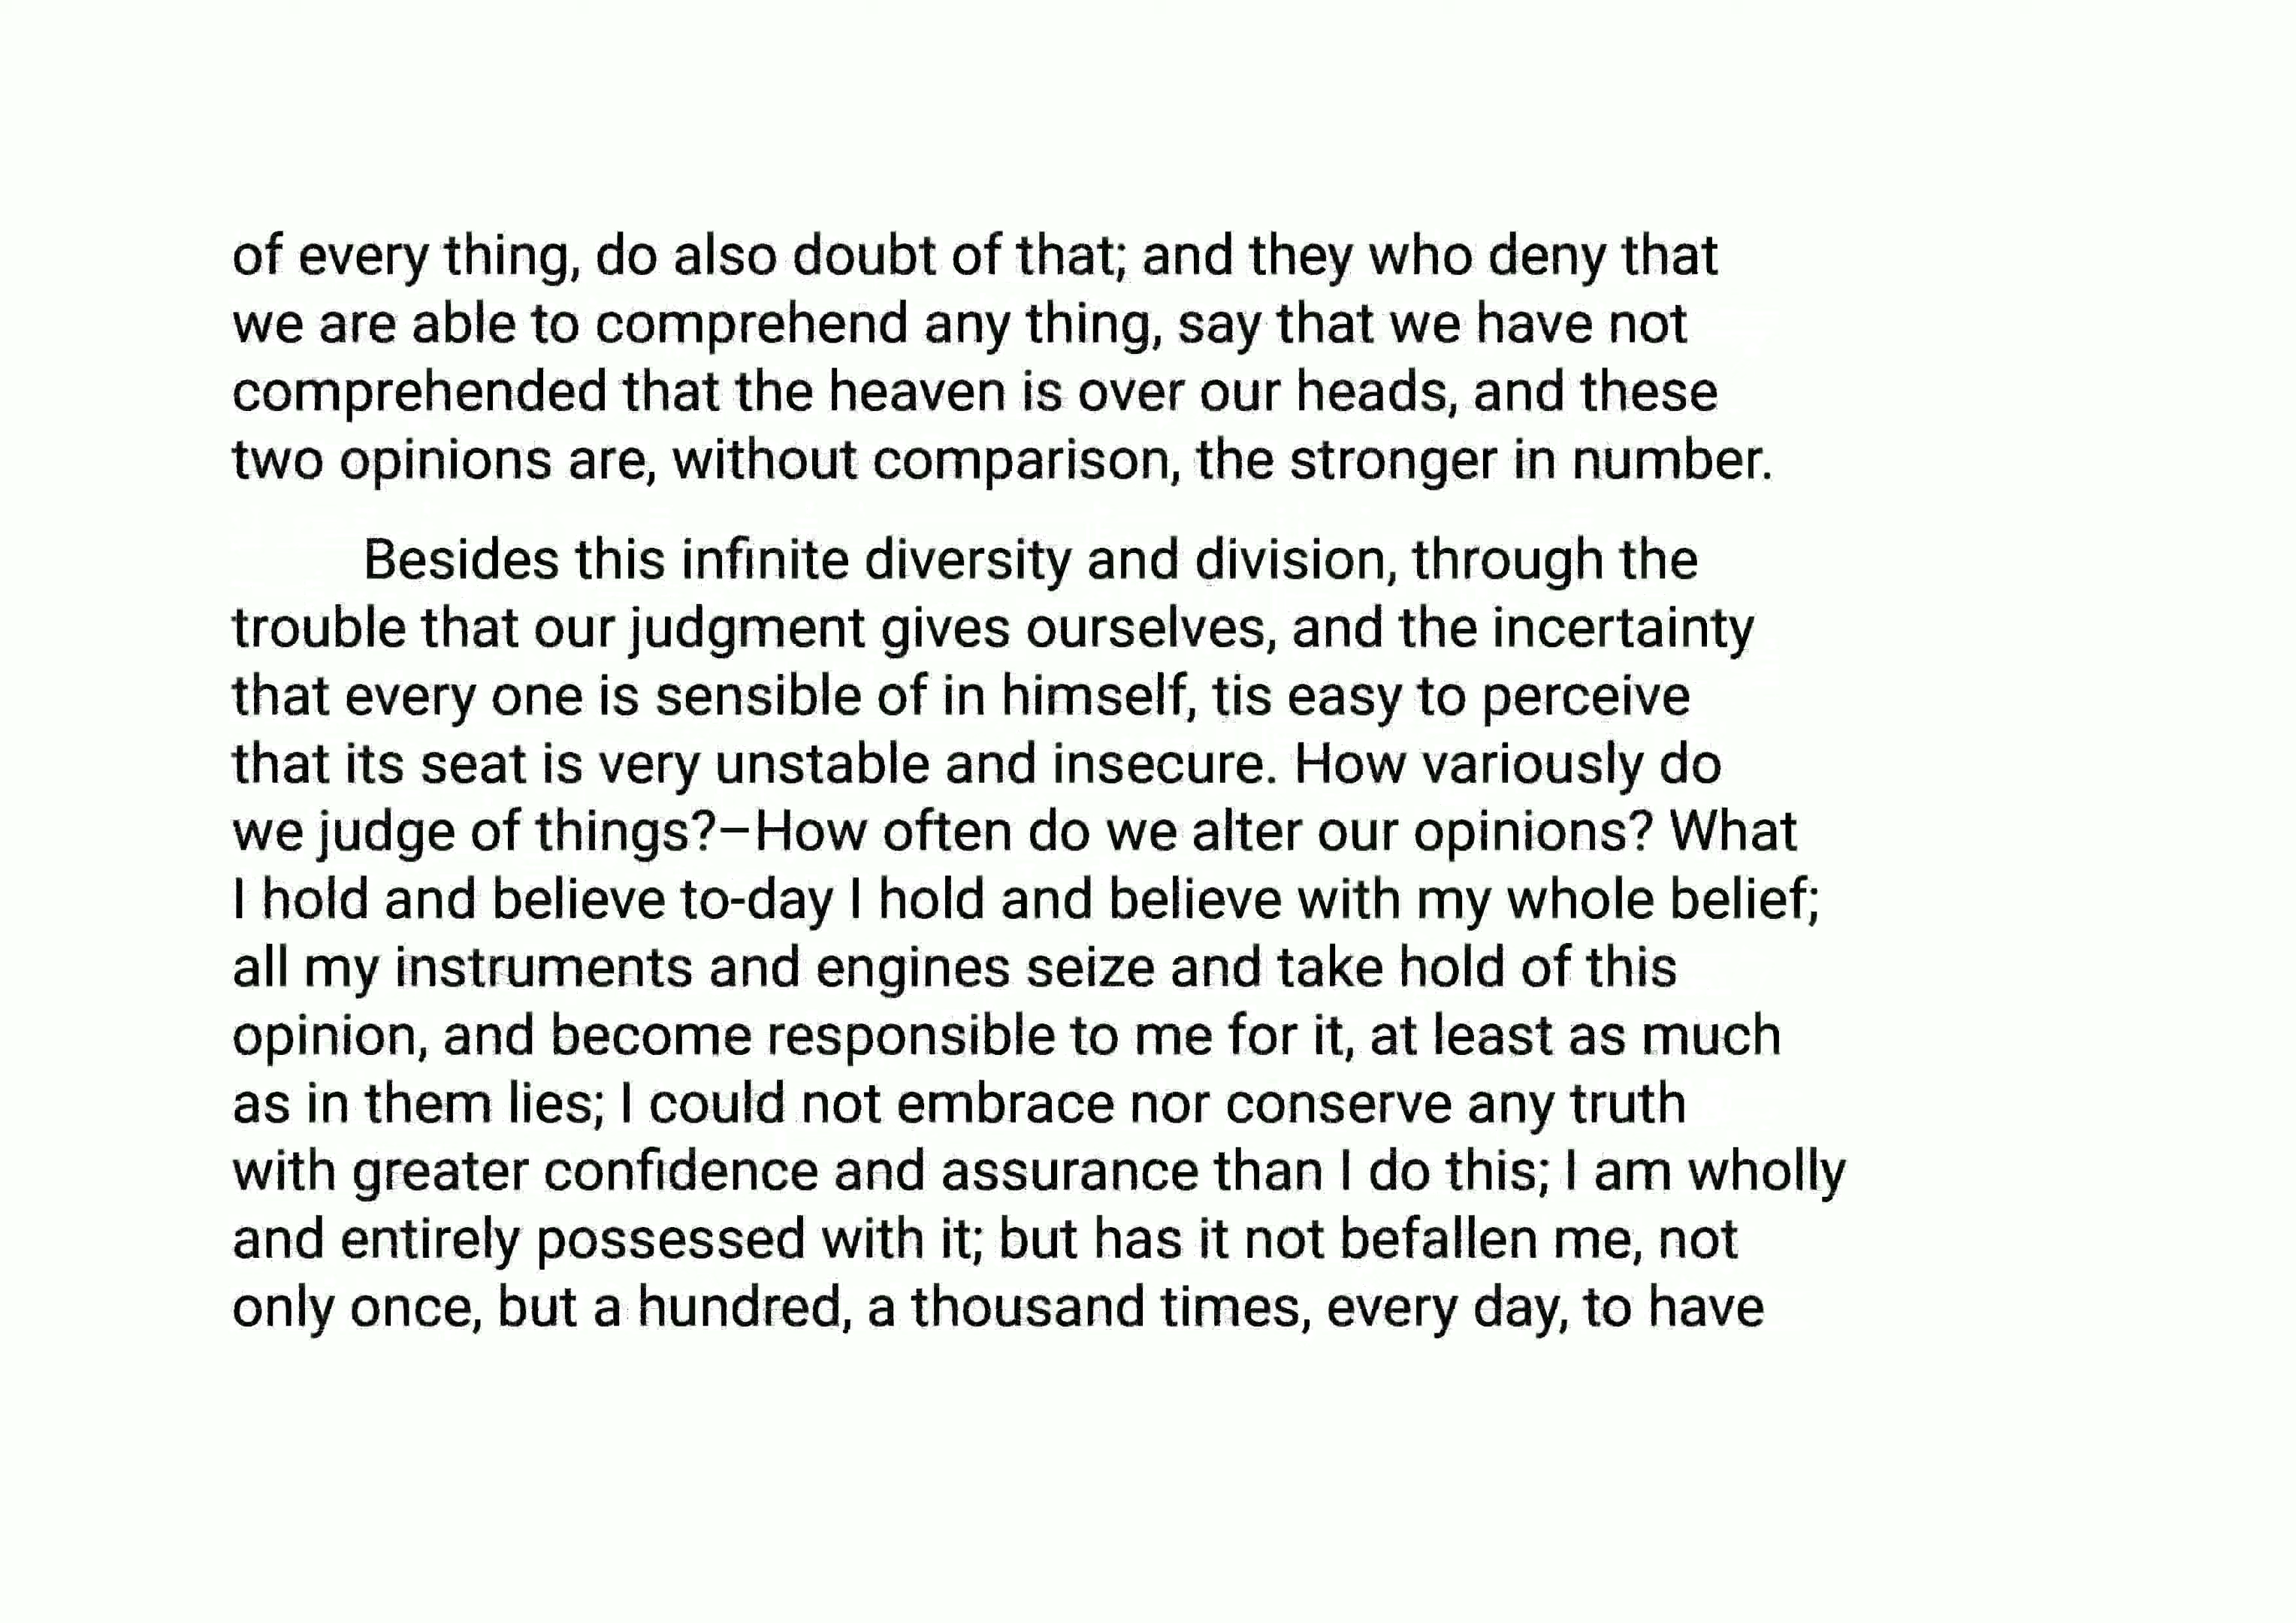 of every thing, do also doubt of that; and they who deny that
we are able to comprehend any thing, say that we have not
comprehended that the heaven is over our heads, and these
two opinions are, without comparison, the stronger in number.
Besides this infinite diversity and division, through the
trouble that our judgment gives ourselves, and the incertainty
that every one is sensible of in himself, tis easy to perceive
that its seat is very unstable and insecure. How variously do
we judge of things?–How often do we alter our opinions? What
I hold and believe to-day I hold and believe with my whole belief;
all my instruments and engines seize and take hold of this
opinion, and become responsible to me for it, at least as much
as in them lies; I could not embrace nor conserve any truth
with greater confidence and assurance than I do this; I am wholly
and entirely possessed with it; but has it not befallen me, not
only once, but a hundred, a thousand times, every day, to have